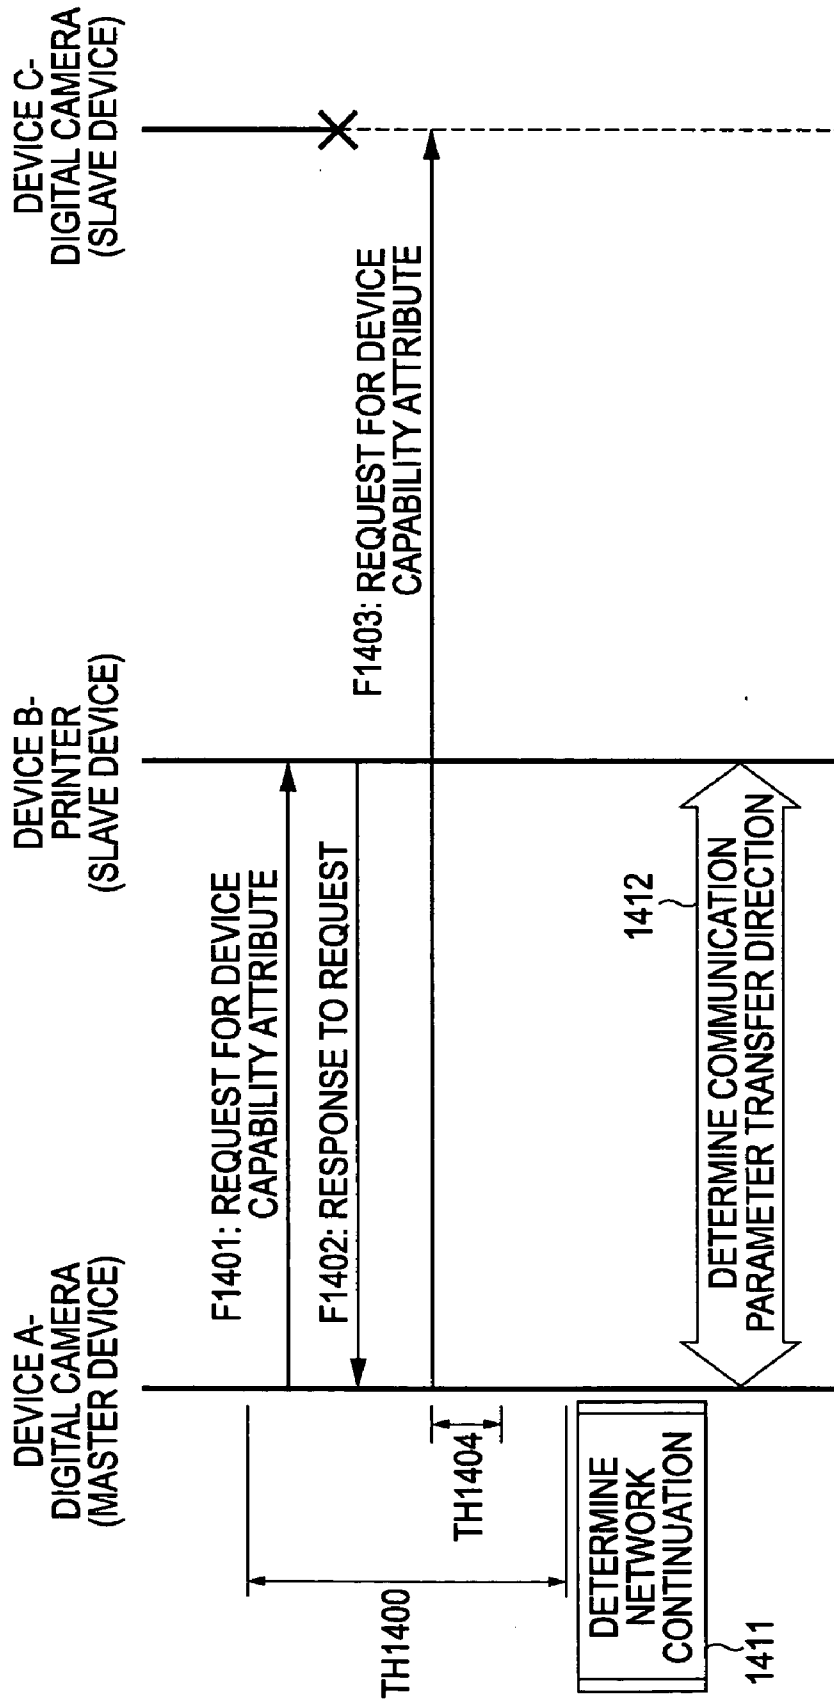 DEVICE A-
DIGITAL CAMERA
(MASTER DEVICE)
DEVICE B-
PRINTER
(SLAVE DEVICE)
DEVICE C-
DIGITAL CAMERA
(SLAVE DEVICE)
F1401: REQUEST FOR DEVICE
CAPABILITY ATTRIBUTE
F1402: RESPONSE TO REQUEST
F1403: REQUEST FOR DEVICE
CAPABILITY ATTRIBUTE
TH1400
TH1404
DETERMINE
NETWORK
CONTINUATION
1411
1412
DETERMINE COMMUNICATION
PARAMETER TRANSFER DIRECTION